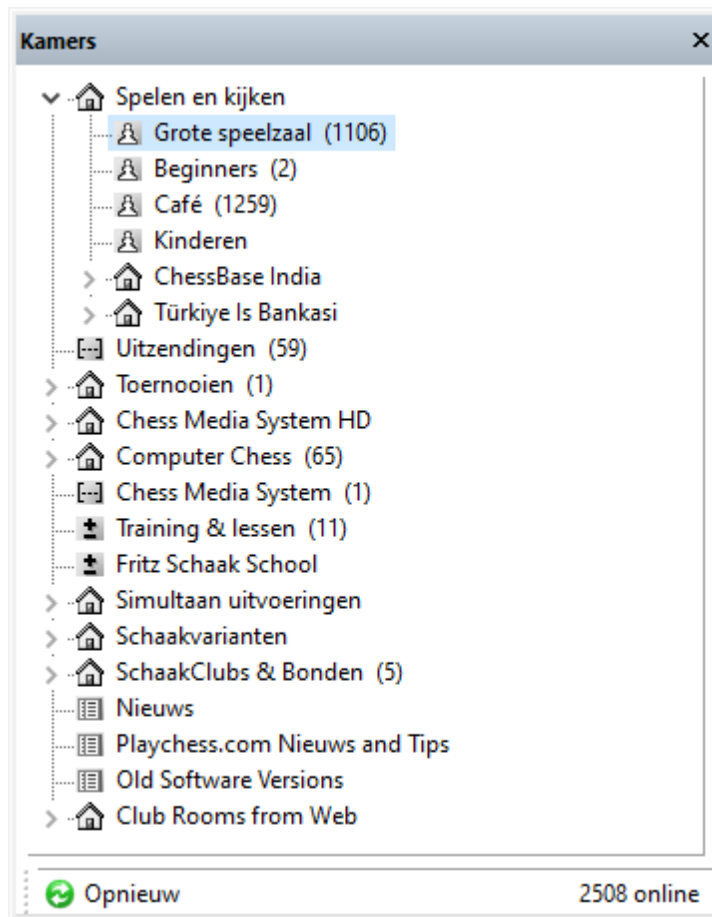 Kamers
Spelen en kijken
Grote speelzaal (1106)
Beginners (2)
Café (1259)
Kinderen
ChessBase India
Türkiye Is Bankasi
Uitzendingen (59)
Toernooien (1)
Chess Media System HD
Computer Chess (65)
Chess Media System (1)
Training & lessen (11)
Fritz Schaak School
Simultaan uitvoeringen
Schaakvarianten
SchaakClubs & Bonden (5)
Nieuws
Playchess.com Nieuws and Tips
Old Software Versions
Club Rooms from Web
Opnieuw 2508 online